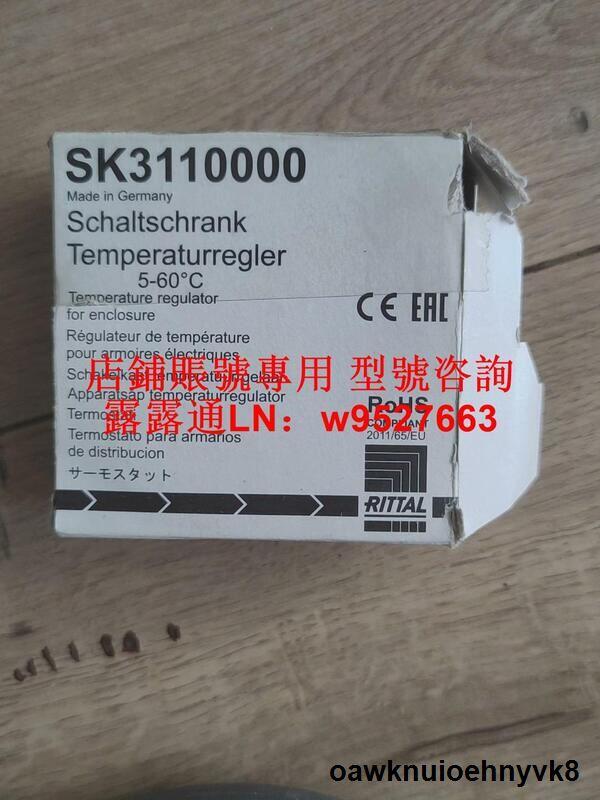 SK3110000
Made in Germany
Schaltschrank
Temperaturregler
5-60°C
Temperature regulator
for enclosure
CE EAC
Régulateur de température
pour armoires électriques
店鋪賬號專用 型號咨詢
Apparatskåp temperaturregulator
RoHS
COMPLIANT
2011/65/EU
露露通LN：w9527663
Termostato para armarios
de distribucion
サーモスタット
RITTAL
oawknuioehnyvk8